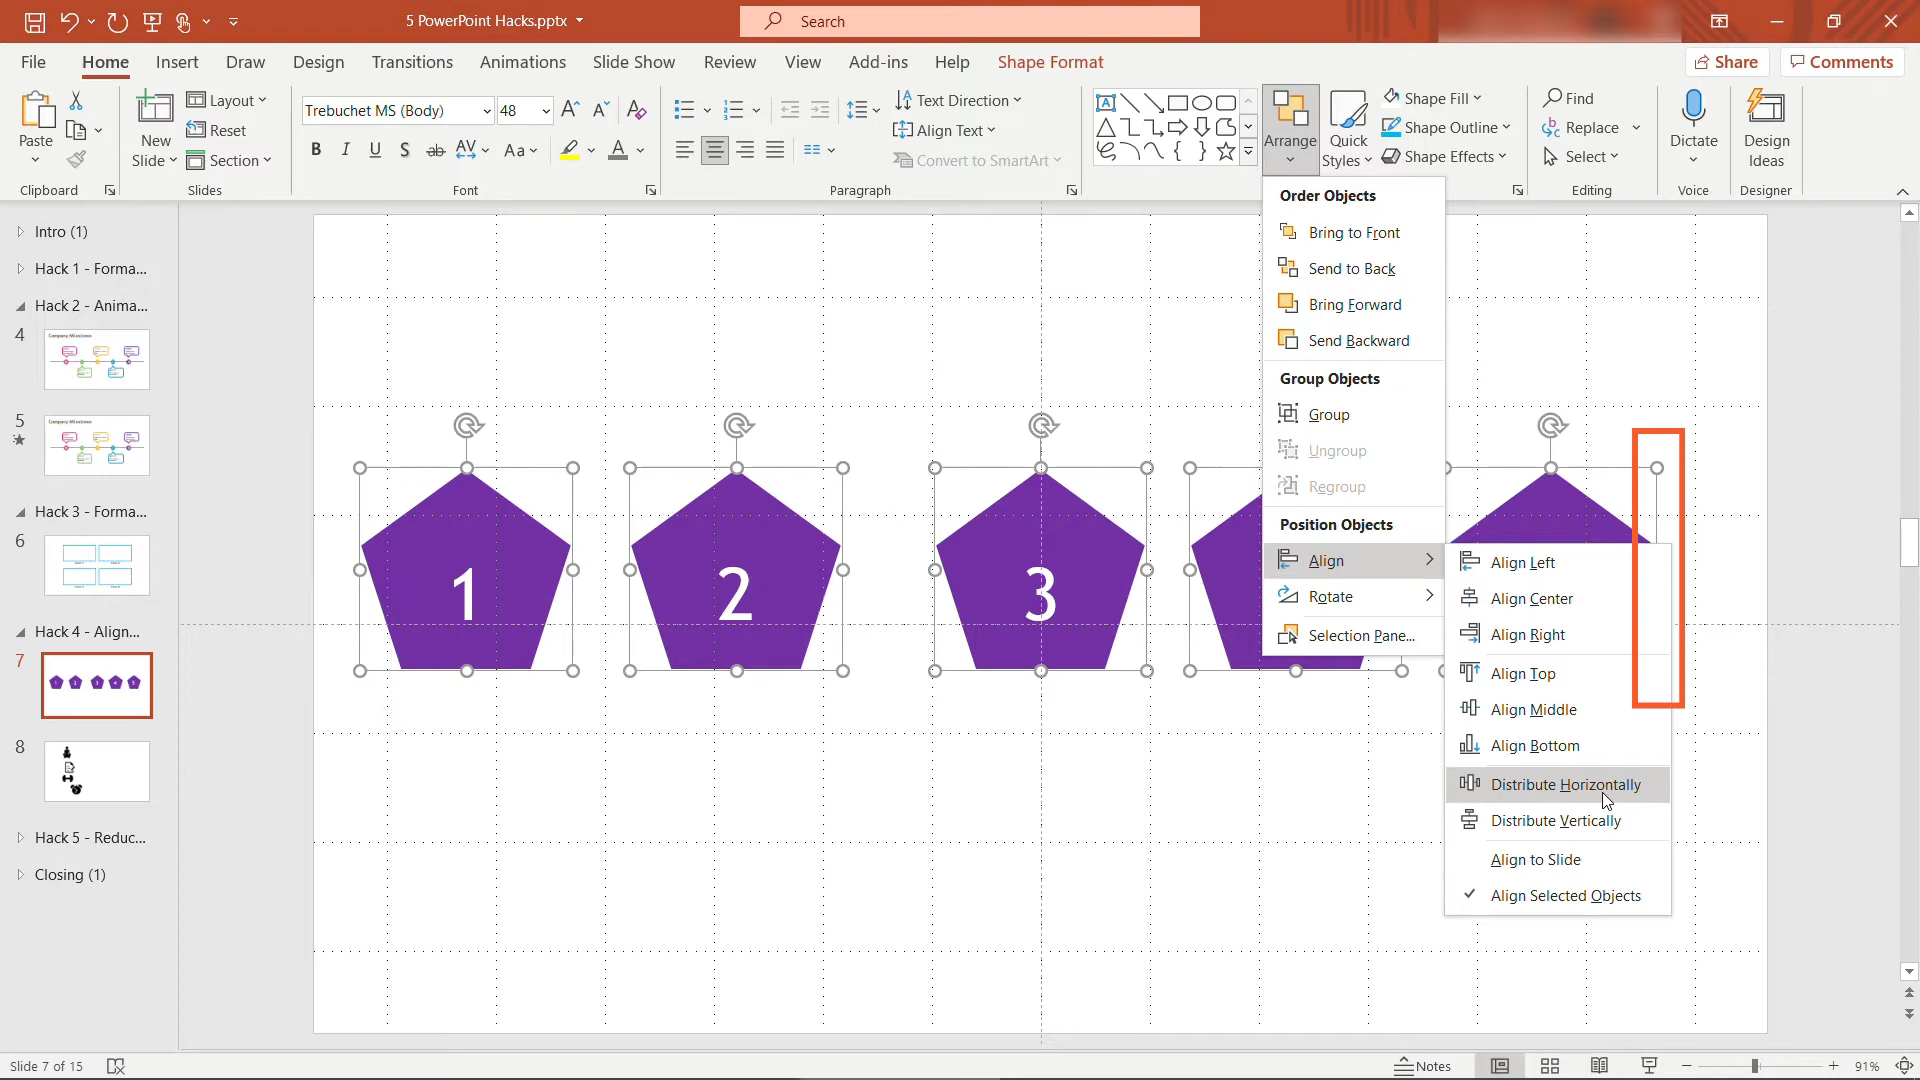 5 PowerPoint Hacks.pptx
Search
File Home Insert Draw Design Transitions Animations Slide Show Review View Add-ins Help Shape Format
Share
Comments
Paste
New
Slide
Layout
Reset
Section
Trebuchet MS (Body)
48
B I U S ab AV Aa A
Text Direction
Align Text
Convert to SmartArt
Arrange
Quick
Styles
Shape Fill
Shape Outline
Shape Effects
Find
Replace
Select
Dictate
Design
Ideas
Clipboard
Slides
Font
Paragraph
Editing
Voice
Designer
Intro (1)
Hack 1 - Forma...
Hack 2 - Anima...
4
Company Milestones
5
Company Milestones
Hack 3 - Forma...
6
Hack 4 - Align...
7
8
Hack 5 - Reduc...
Closing (1)
1
2
3
Order Objects
Bring to Front
Send to Back
Bring Forward
Send Backward
Group Objects
Group
Ungroup
Regroup
Position Objects
Align
Rotate
Selection Pane...
Align Left
Align Center
Align Right
Align Top
Align Middle
Align Bottom
Distribute Horizontally
Distribute Vertically
Align to Slide
Align Selected Objects
Slide 7 of 15
Notes
91%